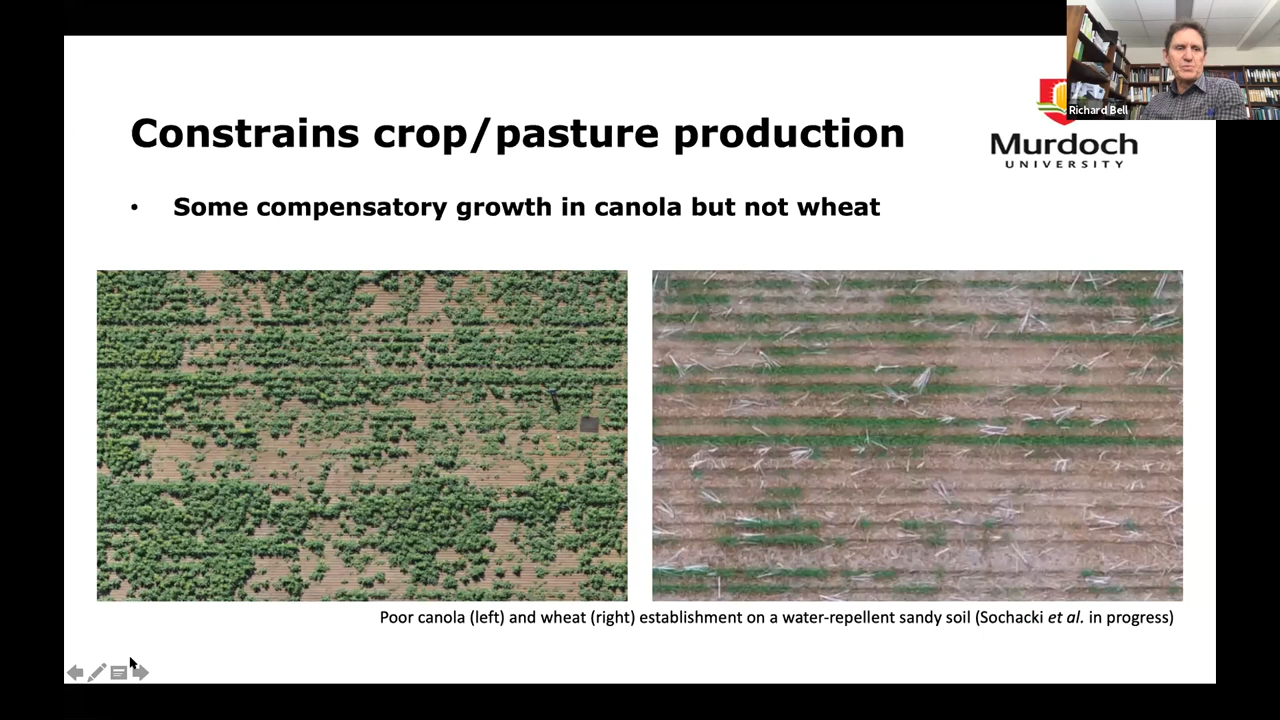 Richard Bell
Constrains crop/pasture production
Murdoch
UNIVERSITY
• Some compensatory growth in canola but not wheat
Poor canola (left) and wheat (right) establishment on a water-repellent sandy soil (Sochacki et al. in progress)